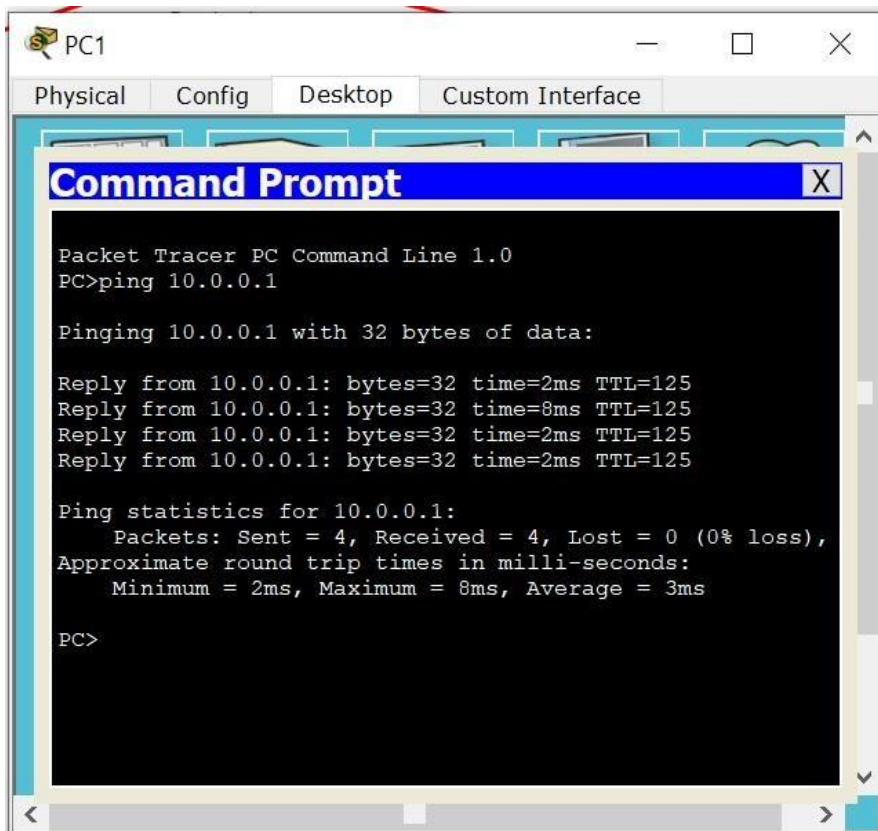 PC1
Physical Config Desktop Custom Interface
Command Prompt X
Packet Tracer PC Command Line 1.0
PC>ping 10.0.0.1
Pinging 10.0.0.1 with 32 bytes of data:
Reply from 10.0.0.1: bytes=32 time=2ms TTL=125
Reply from 10.0.0.1: bytes=32 time=8ms TTL=125
Reply from 10.0.0.1: bytes=32 time=2ms TTL=125
Reply from 10.0.0.1: bytes=32 time=2ms TTL=125
Ping statistics for 10.0.0.1:
Packets: Sent = 4, Received = 4, Lost = 0 (0% loss),
Approximate round trip times in milli-seconds:
Minimum = 2ms, Maximum = 8ms, Average = 3ms
PC>